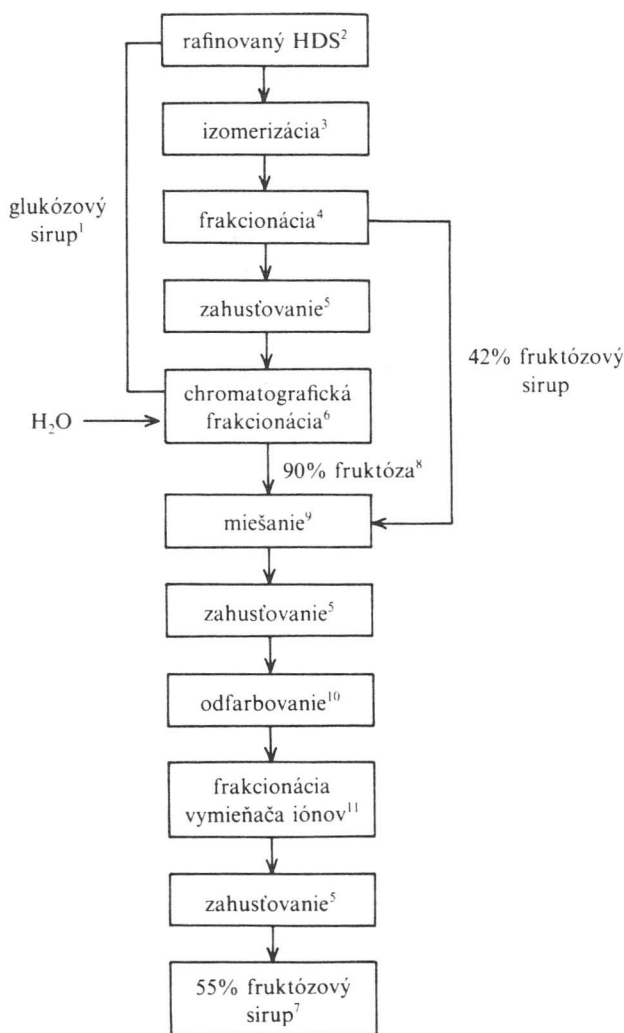 rafinovaný HDS²
izomerizácia³
glukózový
sirup¹
frakcionácia⁴
zahusťovanie⁵
42% fruktózový
sirup
chromatografická
frakcionácia⁶
H₂O
90% fruktóza⁸
miešanie⁹
zahusťovanie⁵
odfarbovanie¹⁰
frakcionácia
vymieňača iónov¹¹
zahusťovanie⁵
55% fruktózový
sirup⁷